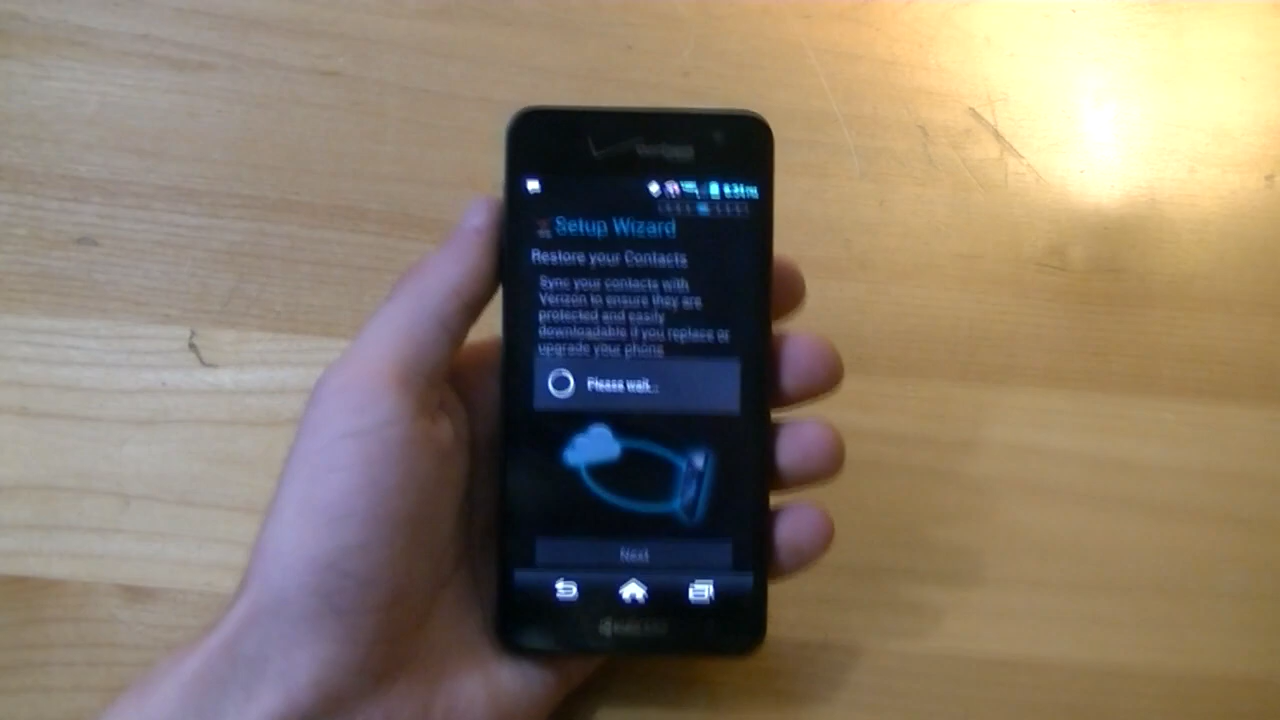 verizon
Setup Wizard
Restore your Contacts
Sync your contacts with
Verizon to ensure they are
protected and easily
downloadable if you replace or
upgrade your phone
Please wait...
Next
KYOCERA